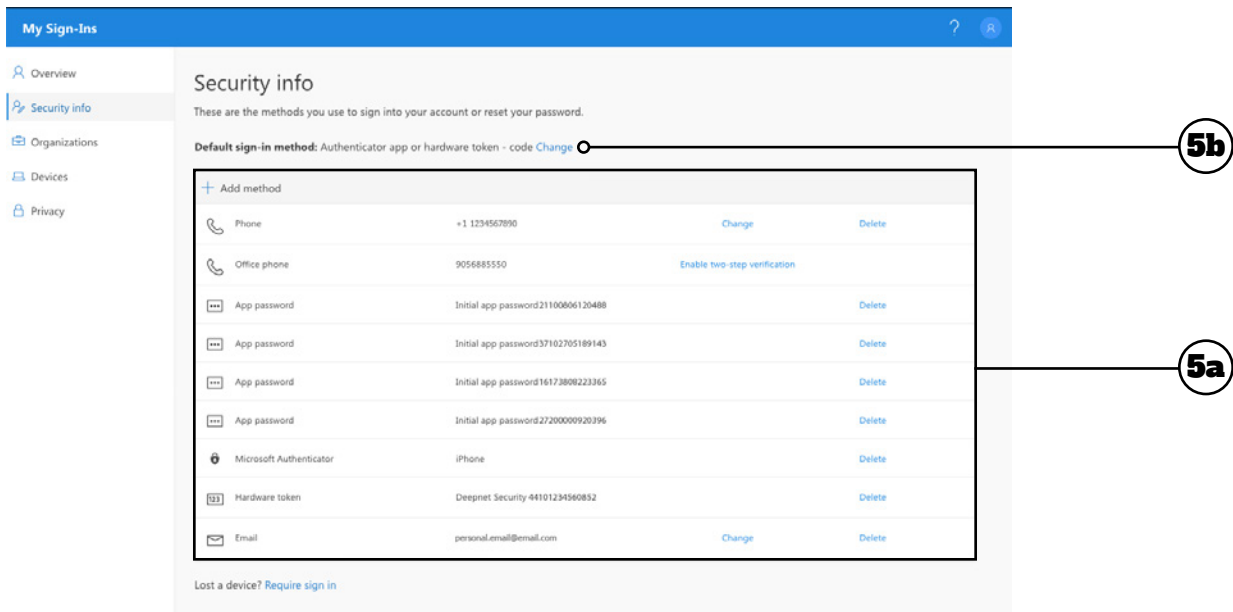 My Sign-Ins ?  R
Overview
Security info
Organizations
Devices
Privacy
Security info
These are the methods you use to sign into your account or reset your password.
Default sign-in method: Authenticator app or hardware token - code Change
5b
+ Add method
Phone +1 1234567890 Change Delete
Office phone 9056885550 Enable two-step verification
App password Initial app password21100806120488 Delete
App password Initial app password37102705189143 Delete
App password Initial app password16173808223365 Delete
5a
App password Initial app password27200000920396 Delete
Microsoft Authenticator iPhone Delete
123 Hardware token Deepnet Security 44101234560852 Delete
Email personal.email@email.com Change Delete
Lost a device? Require sign in